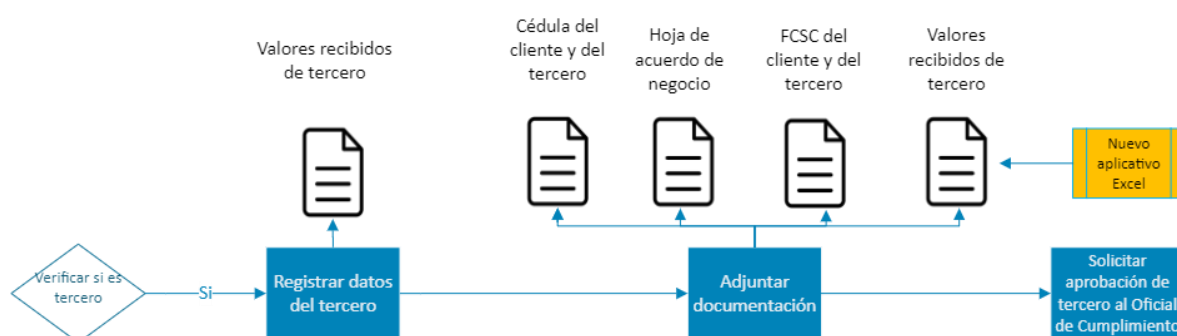 Valores recibidos
de tercero
Cédula del
cliente y del
tercero
Hoja de
acuerdo de
negocio
FCSC del
cliente y del
tercero
Valores
recibidos de
tercero
Nuevo
aplicativo
Excel
Verificar si es
tercero
Si
Registrar datos
del tercero
Adjuntar
documentación
Solicitar
aprobación de
tercero al Oficial
de Cumplimiento